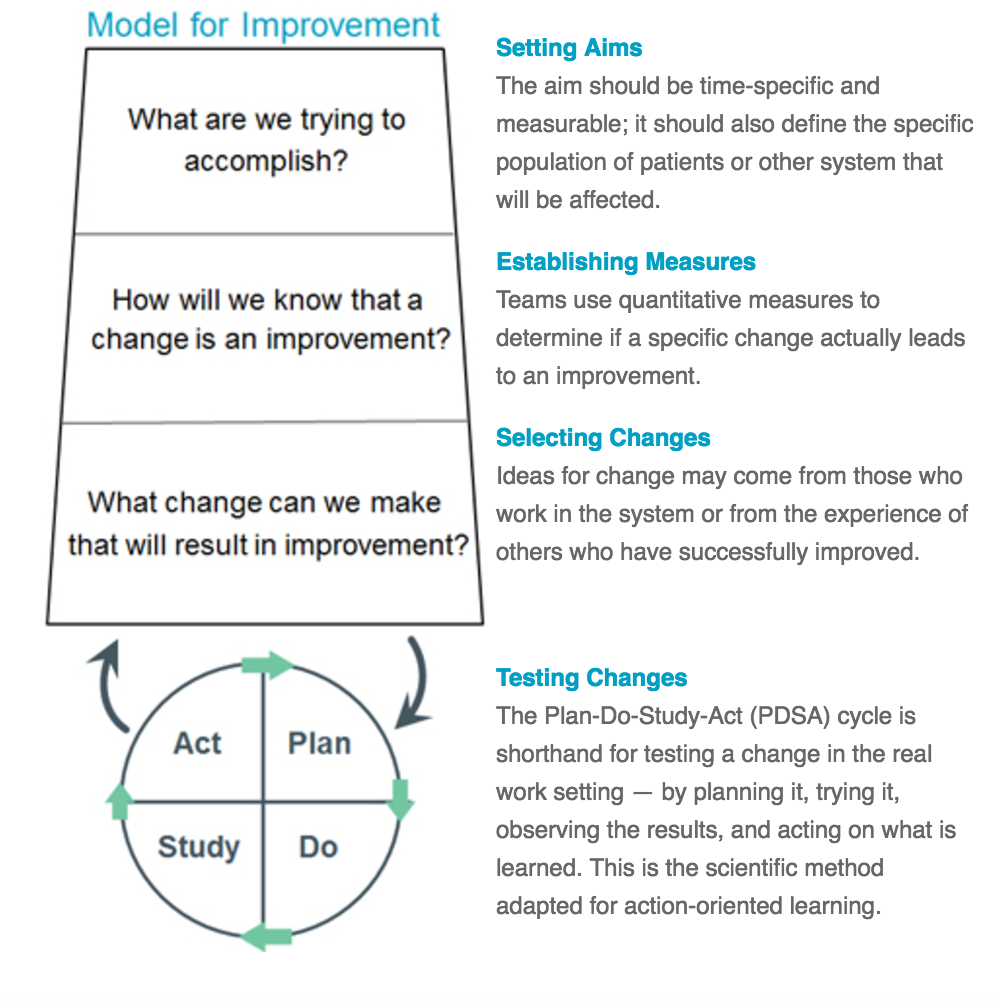 Model for Improvement
What are we trying to
accomplish?
How will we know that a
change is an improvement?
What change can we make
that will result in improvement?
Act
Plan
Study
Do
Setting Aims
The aim should be time-specific and
measurable; it should also define the specific
population of patients or other system that
will be affected.
Establishing Measures
Teams use quantitative measures to
determine if a specific change actually leads
to an improvement.
Selecting Changes
Ideas for change may come from those who
work in the system or from the experience of
others who have successfully improved.
Testing Changes
The Plan-Do-Study-Act (PDSA) cycle is
shorthand for testing a change in the real
work setting — by planning it, trying it,
observing the results, and acting on what is
learned. This is the scientific method
adapted for action-oriented learning.